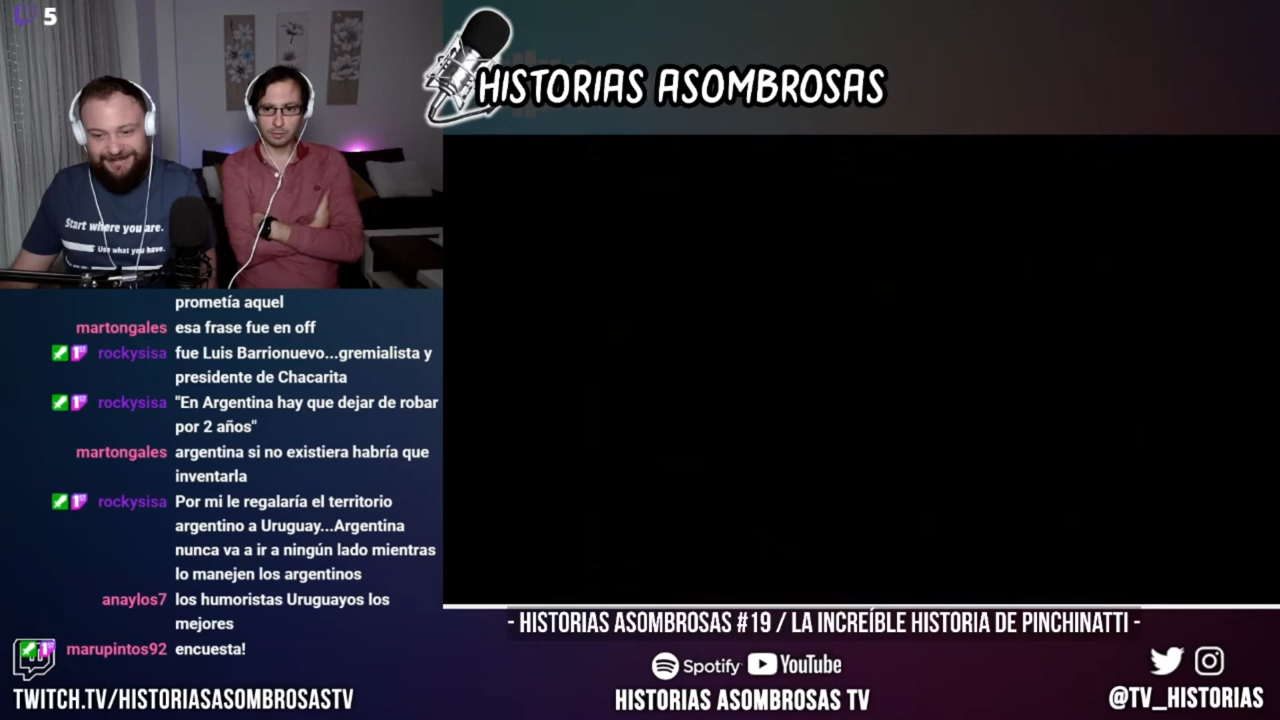 5
HISTORIAS ASOMBROSAS
Start where you are.
Use what you have.
prometía aquel
martongales esa frase fue en off
rockysisa fue Luis Barrionuevo...gremialista y
presidente de Chacarita
rockysisa "En Argentina hay que dejar de robar
por 2 años"
martongales argentina si no existiera habría que
inventarla
rockysisa Por mi le regalaría el territorio
argentino a Uruguay...Argentina
nunca va a ir a ningún lado mientras
lo manejen los argentinos
anaylos7 los humoristas Uruguayos los
mejores
marupintos92 encuesta!
- HISTORIAS ASOMBROSAS #19 / LA INCREÍBLE HISTORIA DE PINCHINATTI -
Spotify YouTube
TWITCH.TV/HISTORIASASOMBROSASTV
HISTORIAS ASOMBROSAS TV
@TV_HISTORIAS